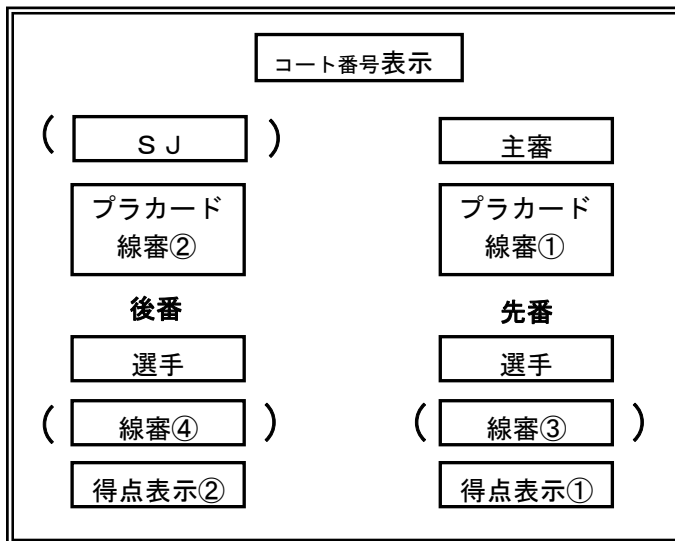 コート番号表示
( ＳＪ ) 主審
プラカード プラカード
線審② 線審①
後番 先番
選手 選手
( 線審④ ) ( 線審③ )
得点表示② 得点表示①